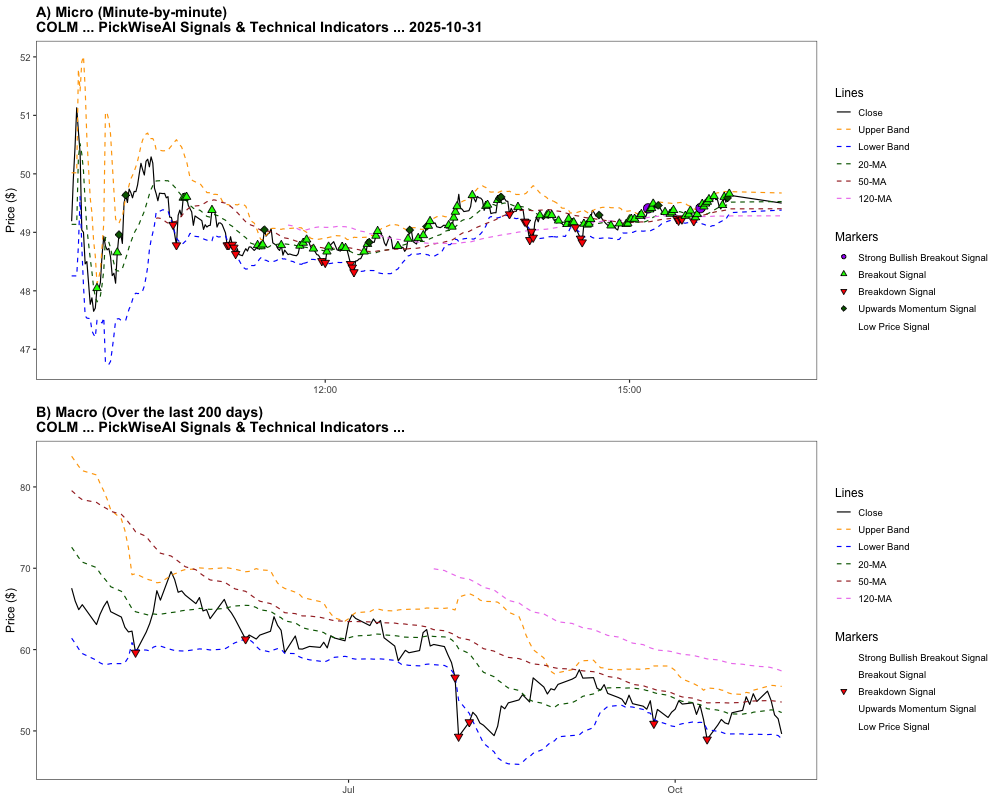 A) Micro (Minute-by-minute)
COLM ... PickWiseAI Signals & Technical Indicators ... 2025-10-31
52
51
50
49
48
47
Price ($)
12:00
15:00
Lines
Close
Upper Band
Lower Band
20-MA
50-MA
120-MA
Markers
Strong Bullish Breakout Signal
Breakout Signal
Breakdown Signal
Upwards Momentum Signal
Low Price Signal
B) Macro (Over the last 200 days)
COLM ... PickWiseAI Signals & Technical Indicators ...
80
70
60
50
Price ($)
Jul
Oct
Lines
Close
Upper Band
Lower Band
20-MA
50-MA
120-MA
Markers
Strong Bullish Breakout Signal
Breakout Signal
Breakdown Signal
Upwards Momentum Signal
Low Price Signal